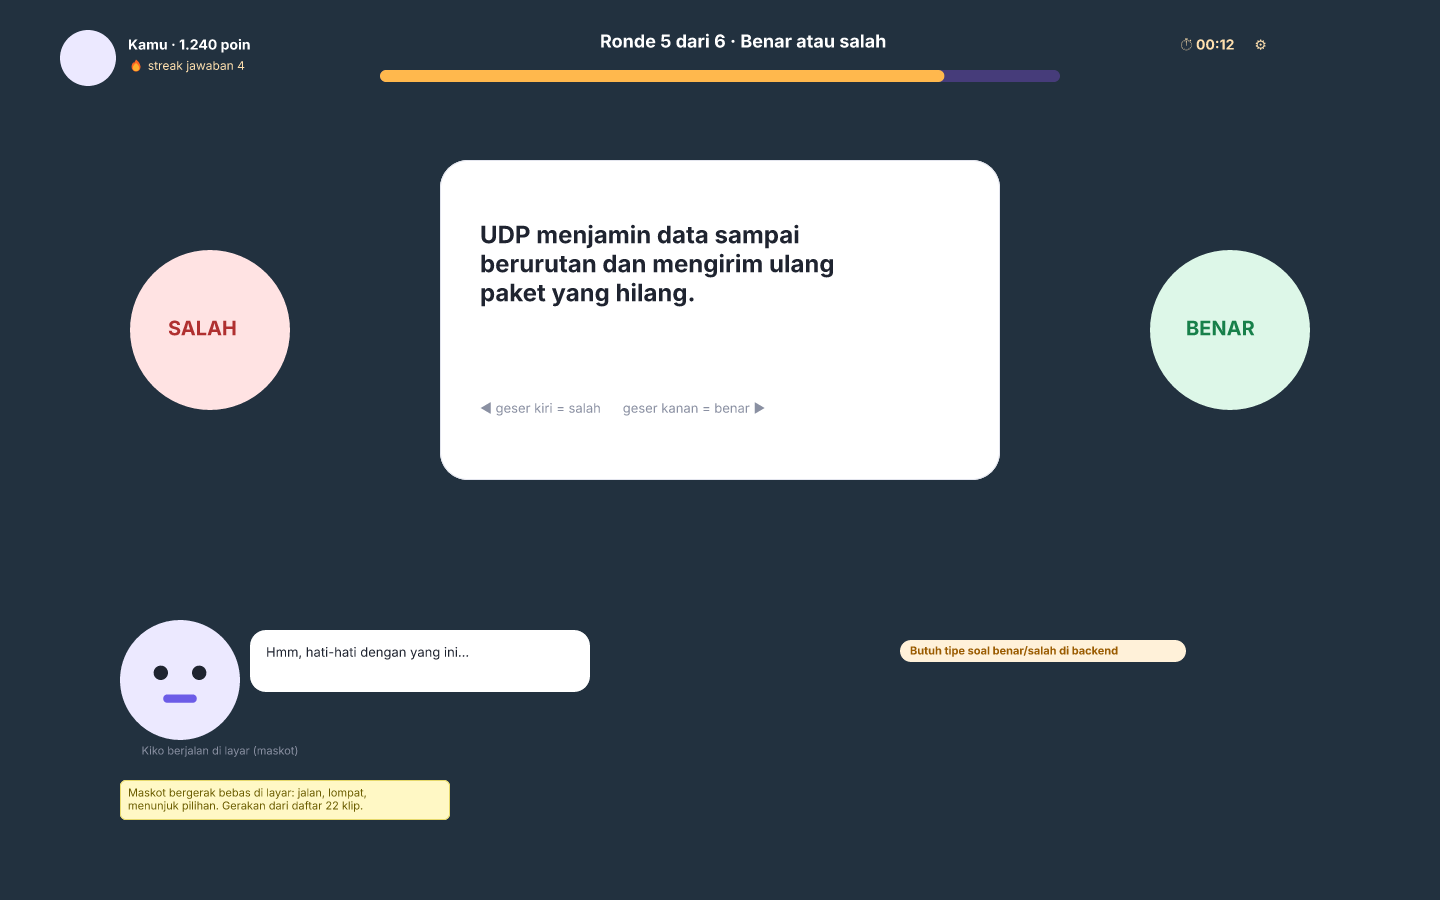 Kamu · 1.240 poin
🔥 streak jawaban 4
Ronde 5 dari 6 · Benar atau salah
⏱ 00:12 ⚙
UDP menjamin data sampai
berurutan dan mengirim ulang
paket yang hilang.
◀ geser kiri = salah geser kanan = benar ▶
SALAH
BENAR
Hmm, hati-hati dengan yang ini...
Butuh tipe soal benar/salah di backend
Kiko berjalan di layar (maskot)
Maskot bergerak bebas di layar: jalan, lompat,
menunjuk pilihan. Gerakan dari daftar 22 klip.